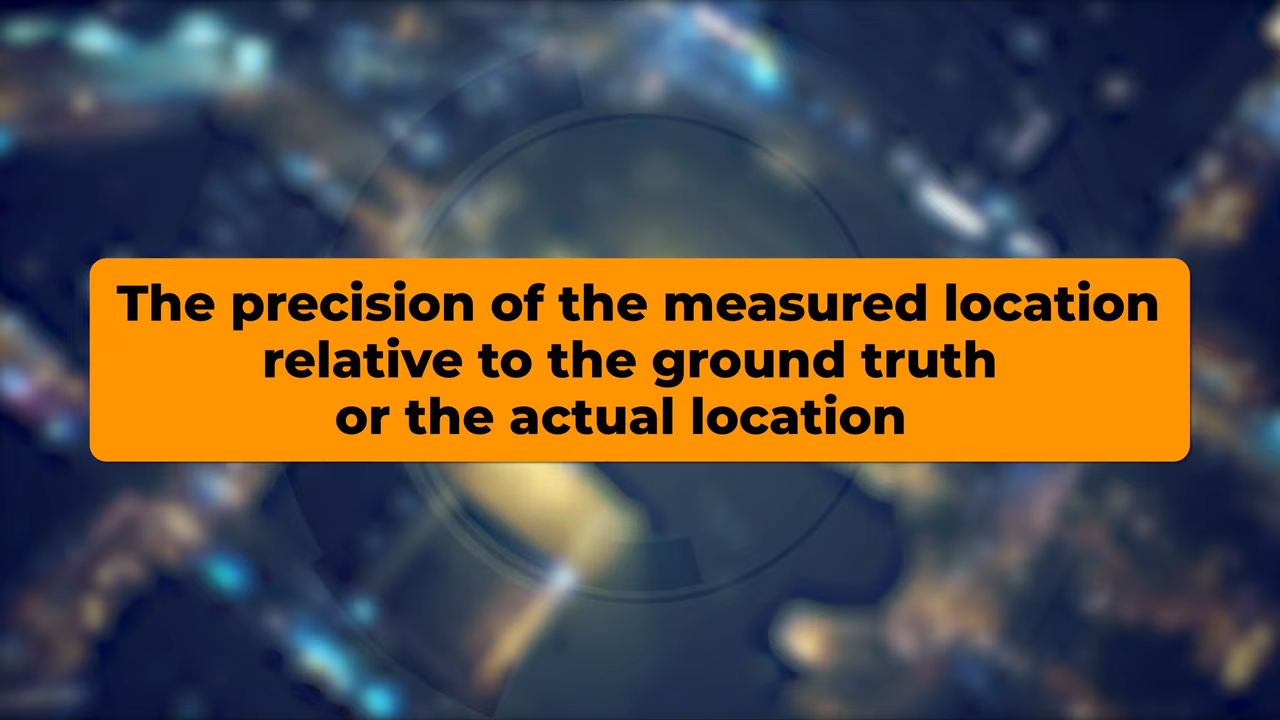 The precision of the measured location
relative to the ground truth
or the actual location